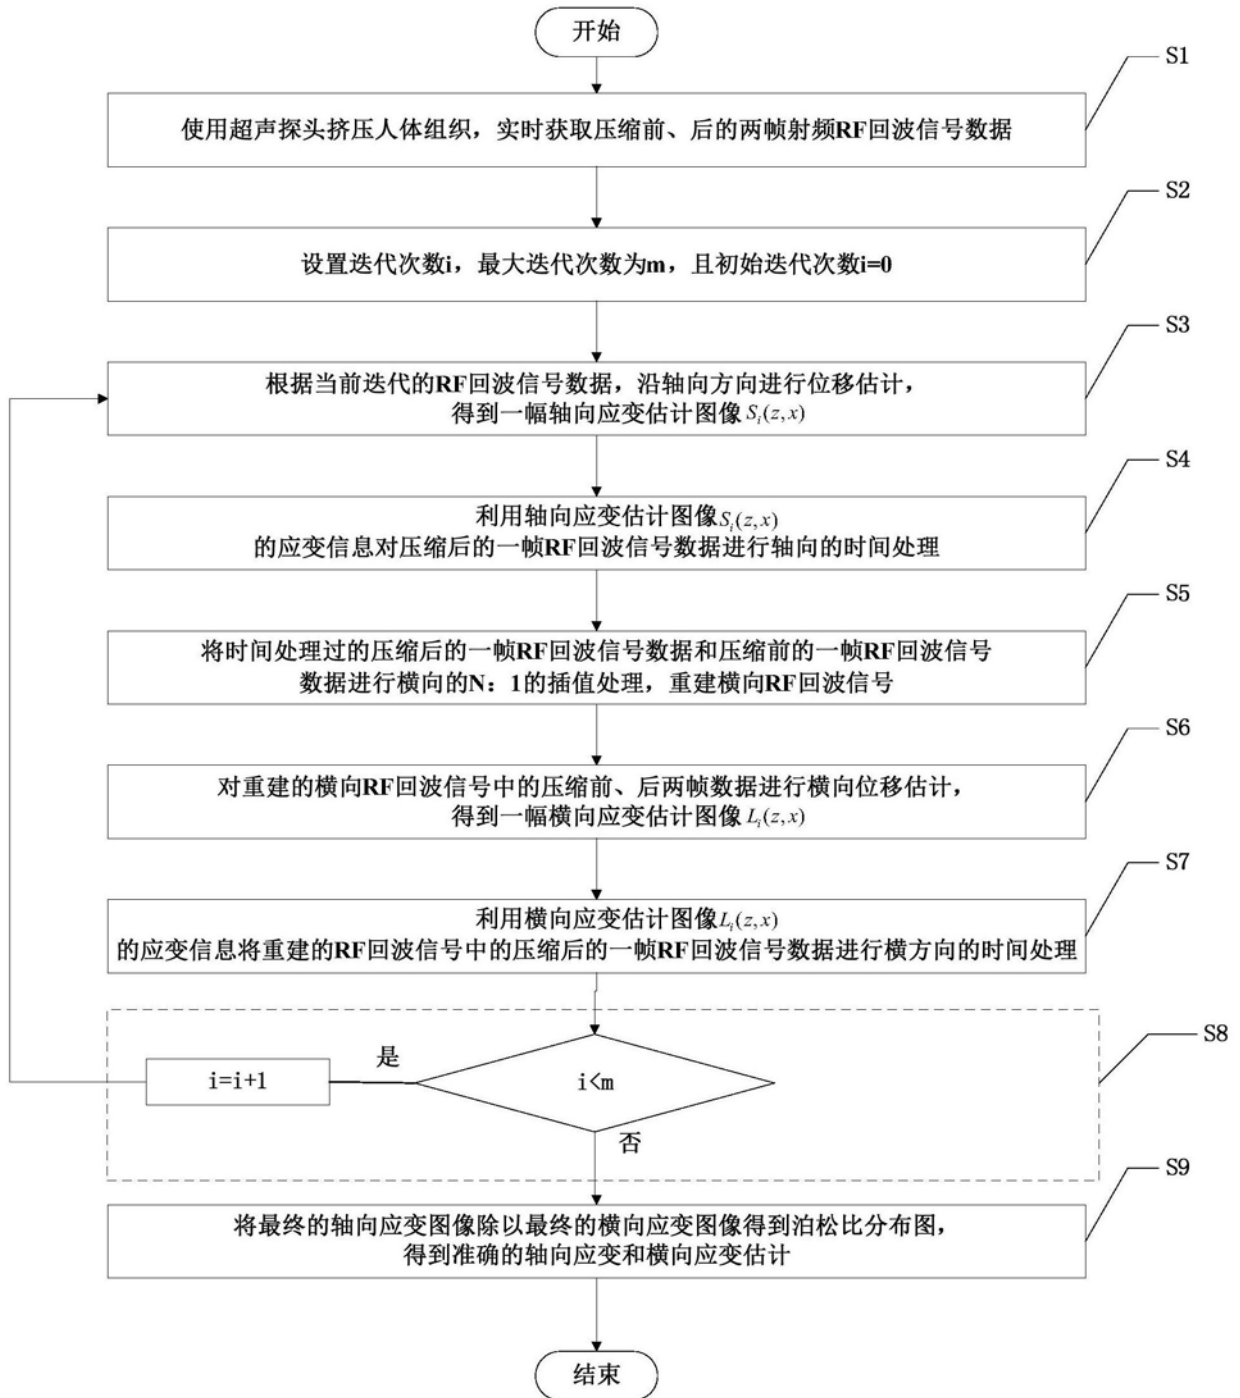 开始
S1
使用超声探头挤压人体组织，实时获取压缩前、后的两帧射频RF回波信号数据
S2
设置迭代次数i，最大迭代次数为m，且初始迭代次数i=0
S3
根据当前迭代的RF回波信号数据，沿轴向方向进行位移估计，
得到一幅轴向应变估计图像 S_i(z,x)
S4
利用轴向应变估计图像S_i(z,x)
的应变信息对压缩后的一帧RF回波信号数据进行轴向的时间处理
S5
将时间处理过的压缩后的一帧RF回波信号数据和压缩前的一帧RF回波信号
数据进行横向的N：1的插值处理，重建横向RF回波信号
S6
对重建的横向RF回波信号中的压缩前、后两帧数据进行横向位移估计，
得到一幅横向应变估计图像 L_i(z,x)
S7
利用横向应变估计图像L_i(z,x)
的应变信息将重建的RF回波信号中的压缩后的一帧RF回波信号数据进行横方向的时间处理
S8
是
i=i+1
i<m
否
S9
将最终的轴向应变图像除以最终的横向应变图像得到泊松比分布图，
得到准确的轴向应变和横向应变估计
结束